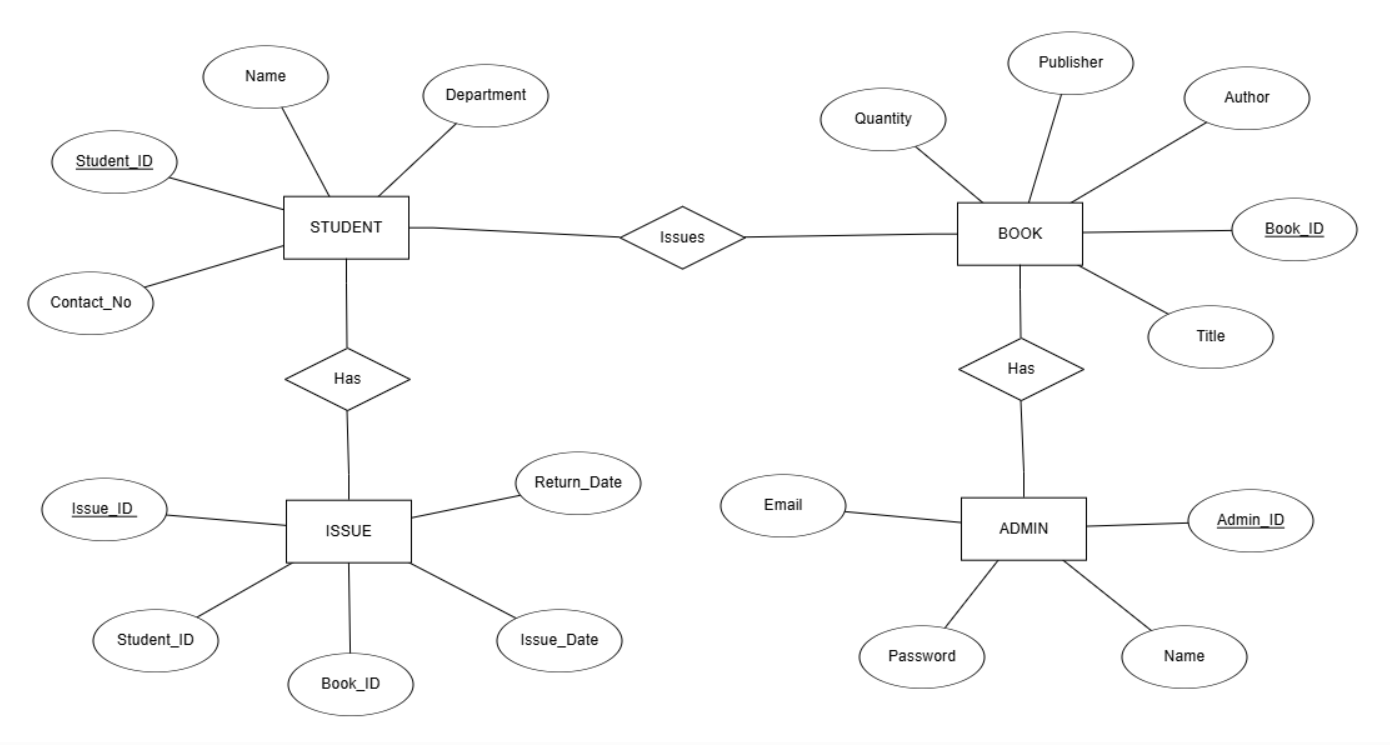 Publisher
Name
Department
Author
Quantity
Student_ID
STUDENT
Issues
BOOK
Book_ID
Contact_No
Title
Has
Has
Return_Date
Email
Issue_ID
Admin_ID
ISSUE
ADMIN
Student_ID
Issue_Date
Password
Name
Book_ID